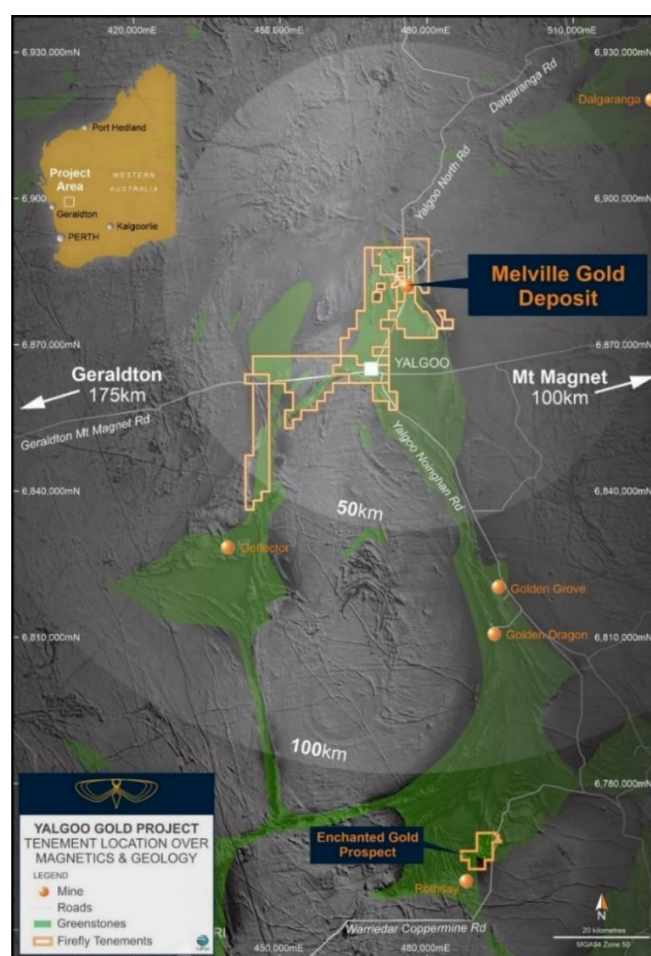 420,000mE
450,000mE
480,000mE
510,000mE
6,930,000mN
6,930,000mN
Dalgaranga Rd
Dalgaranga
Port Hedland
Project
Area
WESTERN
AUSTRALIA
Geraldton
Kalgoorlie
PERTH
6,900
6,900,000mN
Yalgoo North Rd
Melville Gold
Deposit
6,870,000mN
6,870,000mN
YALGOO
Geraldton
175km
Mt Magnet
100km
Geraldton Mt Magnet Rd
Yalgoo Ninghan Rd
6,840,000mN
6,840,000mN
50km
Deflector
Golden Grove
6,810,000mN
6,810,000mN
Golden Dragon
100km
6,780,000mN
YALGOO GOLD PROJECT
TENEMENT LOCATION OVER
MAGNETICS & GEOLOGY
LEGEND
Mine
Roads
Greenstones
Firefly Tenements
Enchanted Gold
Prospect
Rothsay
Warriedar Coppermine Rd
450,000mE
480,000mE
N
20 kilometres
MGA94 Zone 50